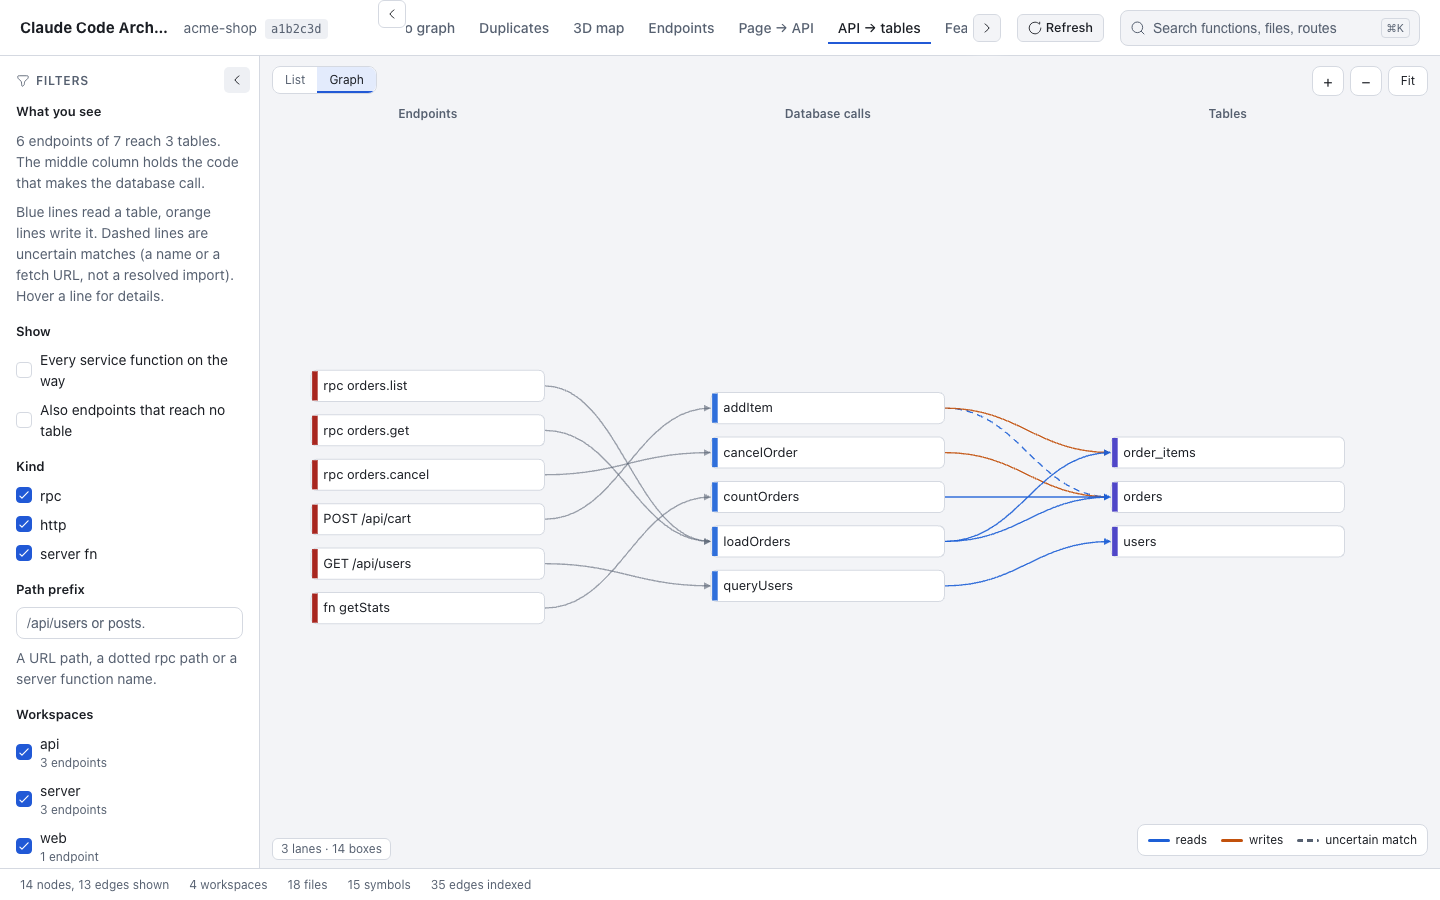 Claude Code Arch...
acme-shop
a1b2c3d
o graph
Duplicates
3D map
Endpoints
Page → API
API → tables
Fea
Refresh
Search functions, files, routes
⌘K
FILTERS
What you see
6 endpoints of 7 reach 3 tables.
The middle column holds the code
that makes the database call.
Blue lines read a table, orange
lines write it. Dashed lines are
uncertain matches (a name or a
fetch URL, not a resolved import).
Hover a line for details.
Show
Every service function on the
way
Also endpoints that reach no
table
Kind
rpc
http
server fn
Path prefix
/api/users or posts.
A URL path, a dotted rpc path or a
server function name.
Workspaces
api
3 endpoints
server
3 endpoints
web
1 endpoint
List
Graph
+
−
Fit
Endpoints
Database calls
Tables
rpc orders.list
rpc orders.get
rpc orders.cancel
POST /api/cart
GET /api/users
fn getStats
addItem
cancelOrder
countOrders
loadOrders
queryUsers
order_items
orders
users
3 lanes · 14 boxes
reads
writes
uncertain match
14 nodes, 13 edges shown
4 workspaces
18 files
15 symbols
35 edges indexed